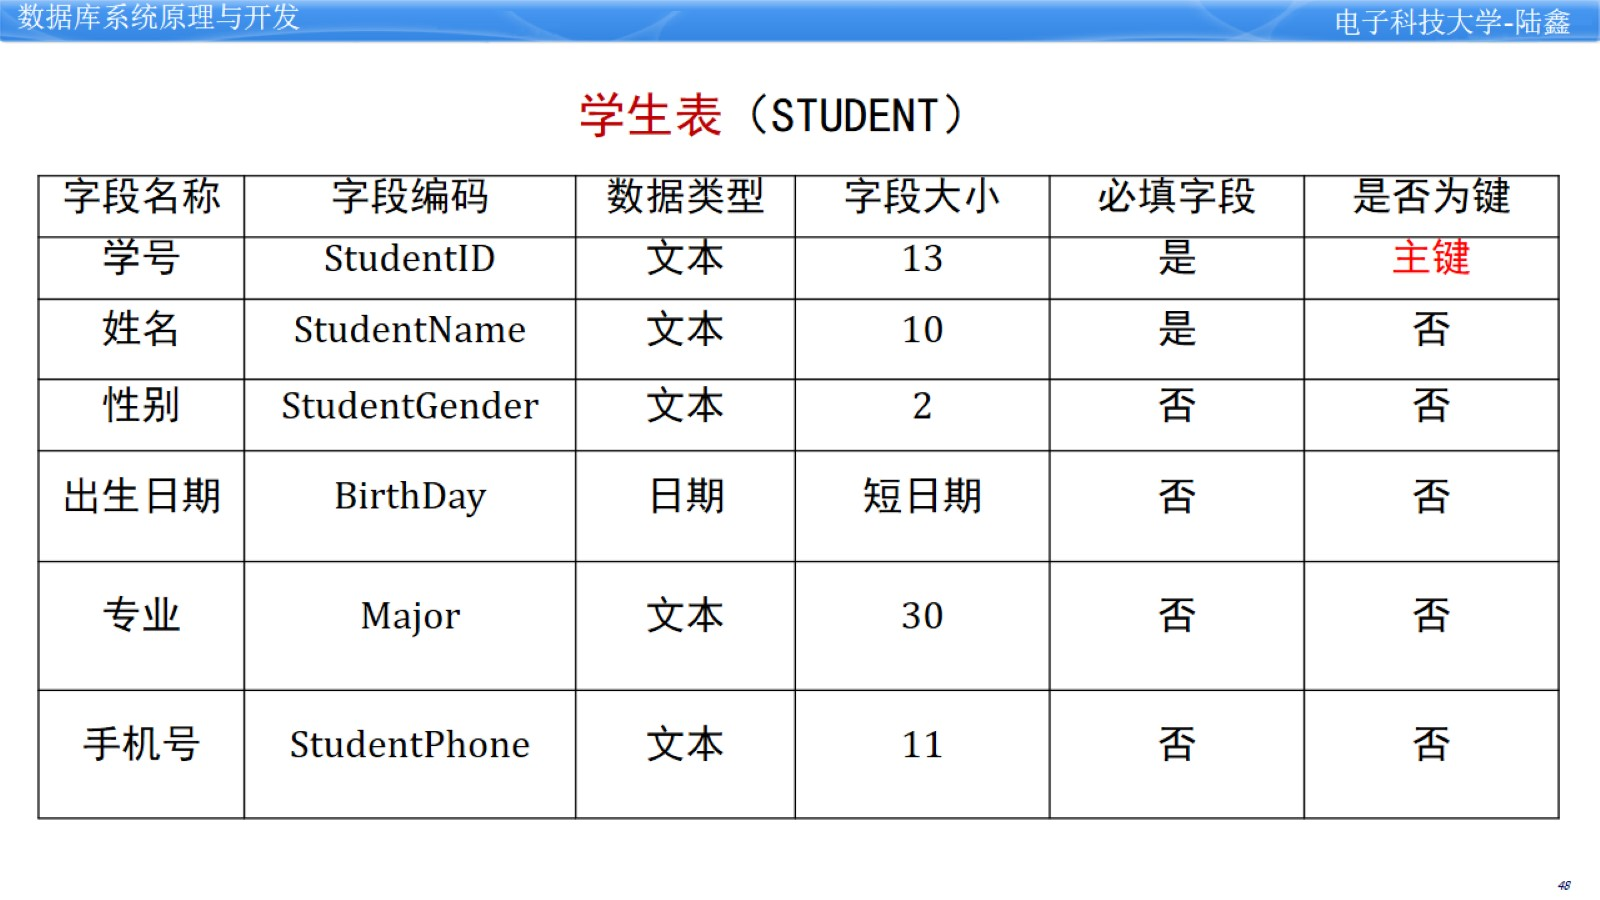 数据库系统原理与开发
电子科技大学-陆鑫
学生表（STUDENT）
字段名称 字段编码 数据类型 字段大小 必填字段 是否为键
学号 StudentID 文本 13 是 主键
姓名 StudentName 文本 10 是 否
性别 StudentGender 文本 2 否 否
出生日期 BirthDay 日期 短日期 否 否
专业 Major 文本 30 否 否
手机号 StudentPhone 文本 11 否 否
48